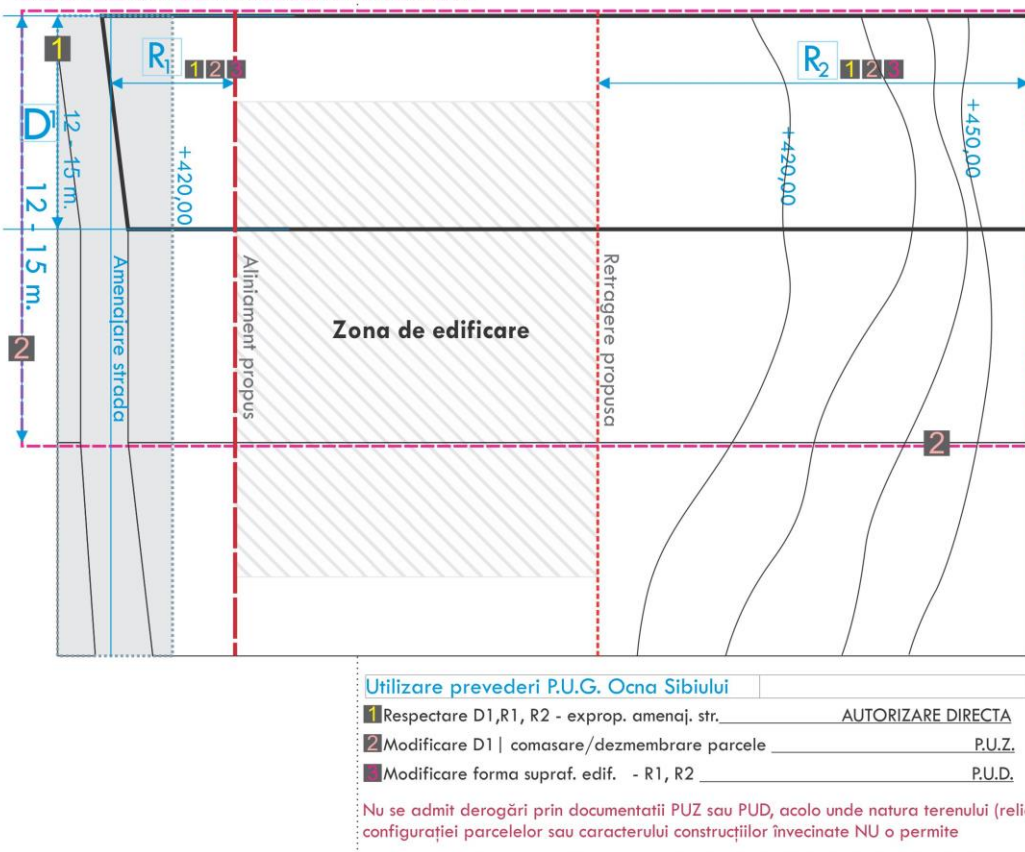 1
R1 1 2 3
R2 1 2 3
D1
12 - 15 m.
12 - 15 m.
+420,00
+420,00
+450,00
Amenajare strada
Aliniament propus
Zona de edificare
Retragere propusa
2
2
Utilizare prevederi P.U.G. Ocna Sibiului
1 Respectare D1,R1, R2 - exprop. amenaj. str. AUTORIZARE DIRECTA
2 Modificare D1 | comasare/dezmembrare parcele P.U.Z.
3 Modificare forma supraf. edif. - R1, R2 P.U.D.
Nu se admit derogări prin documentatii PUZ sau PUD, acolo unde natura terenului (relie
configurației parcelelor sau caracterului construcțiilor învecinate NU o permite